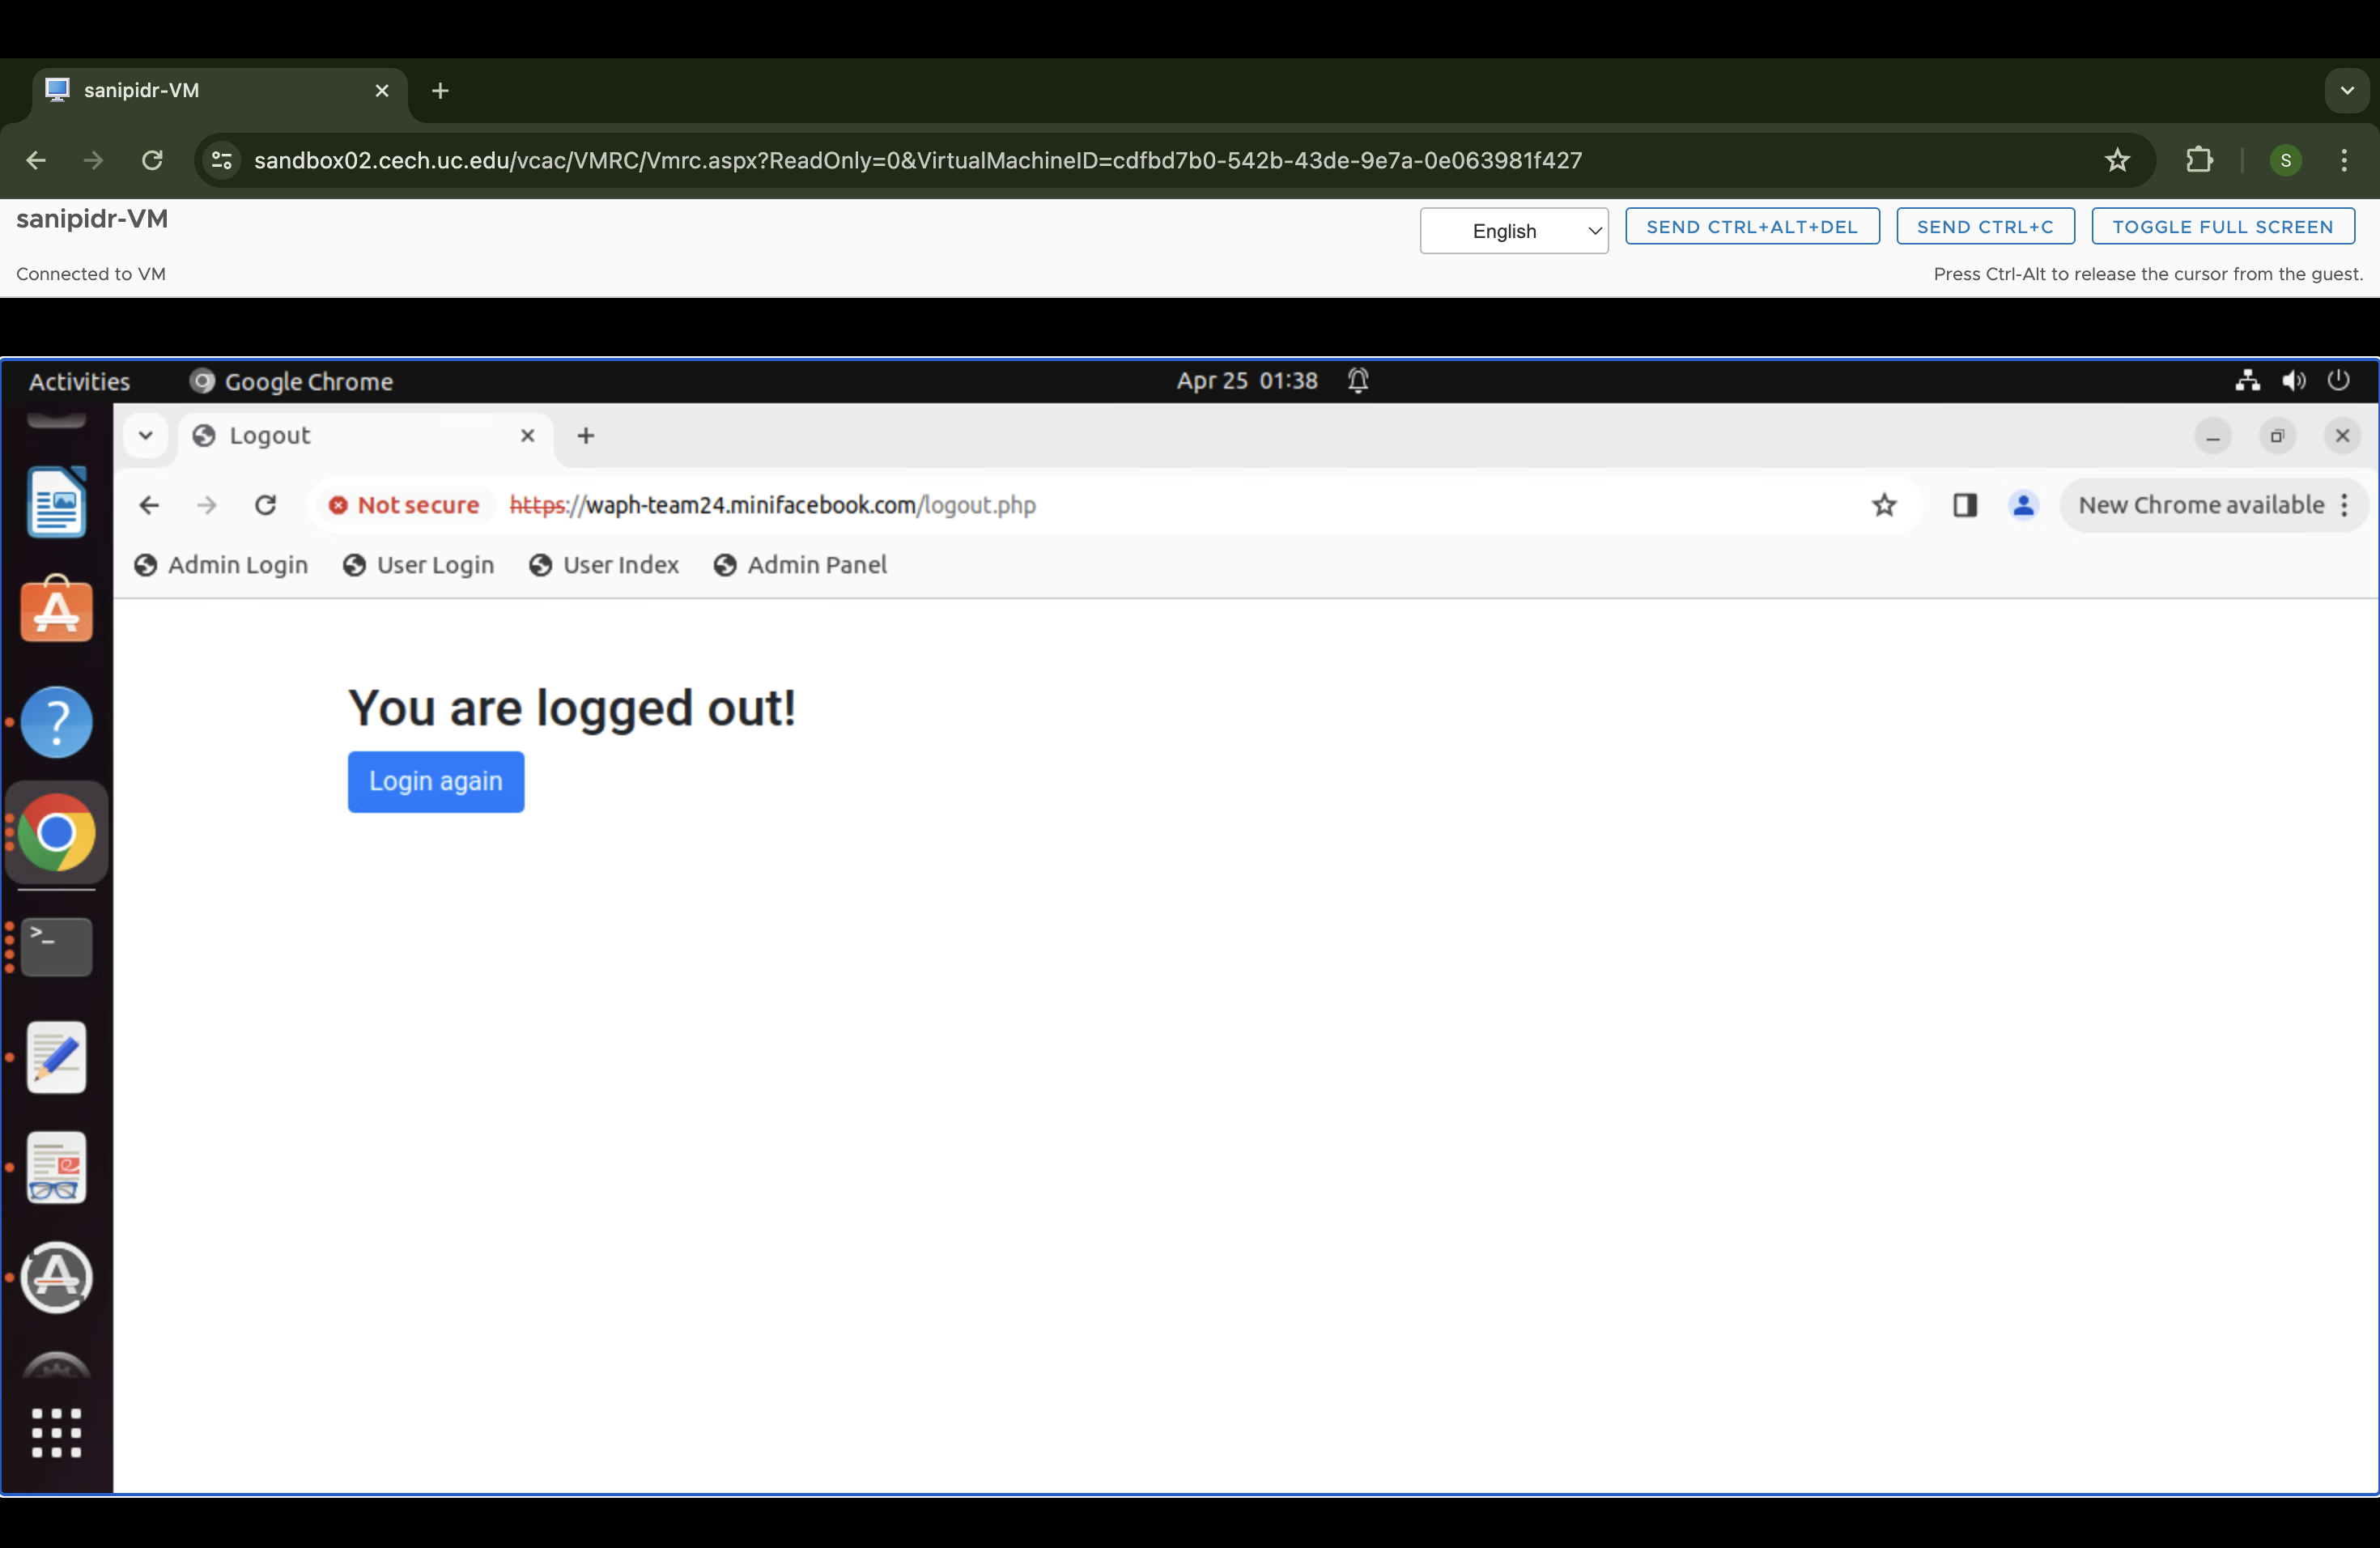 sanipidr-VM
sandbox02.cech.uc.edu/vcac/VMRC/Vmrc.aspx?ReadOnly=0&VirtualMachineID=cdfbd7b0-542b-43de-9e7a-0e063981f427
S
sanipidr-VM
English
SEND CTRL+ALT+DEL
SEND CTRL+C
TOGGLE FULL SCREEN
Connected to VM
Press Ctrl-Alt to release the cursor from the guest.
Activities
Google Chrome
Apr 25 01:38
Logout
Not secure
https://waph-team24.minifacebook.com/logout.php
New Chrome available
Admin Login
User Login
User Index
Admin Panel
You are logged out!
Login again